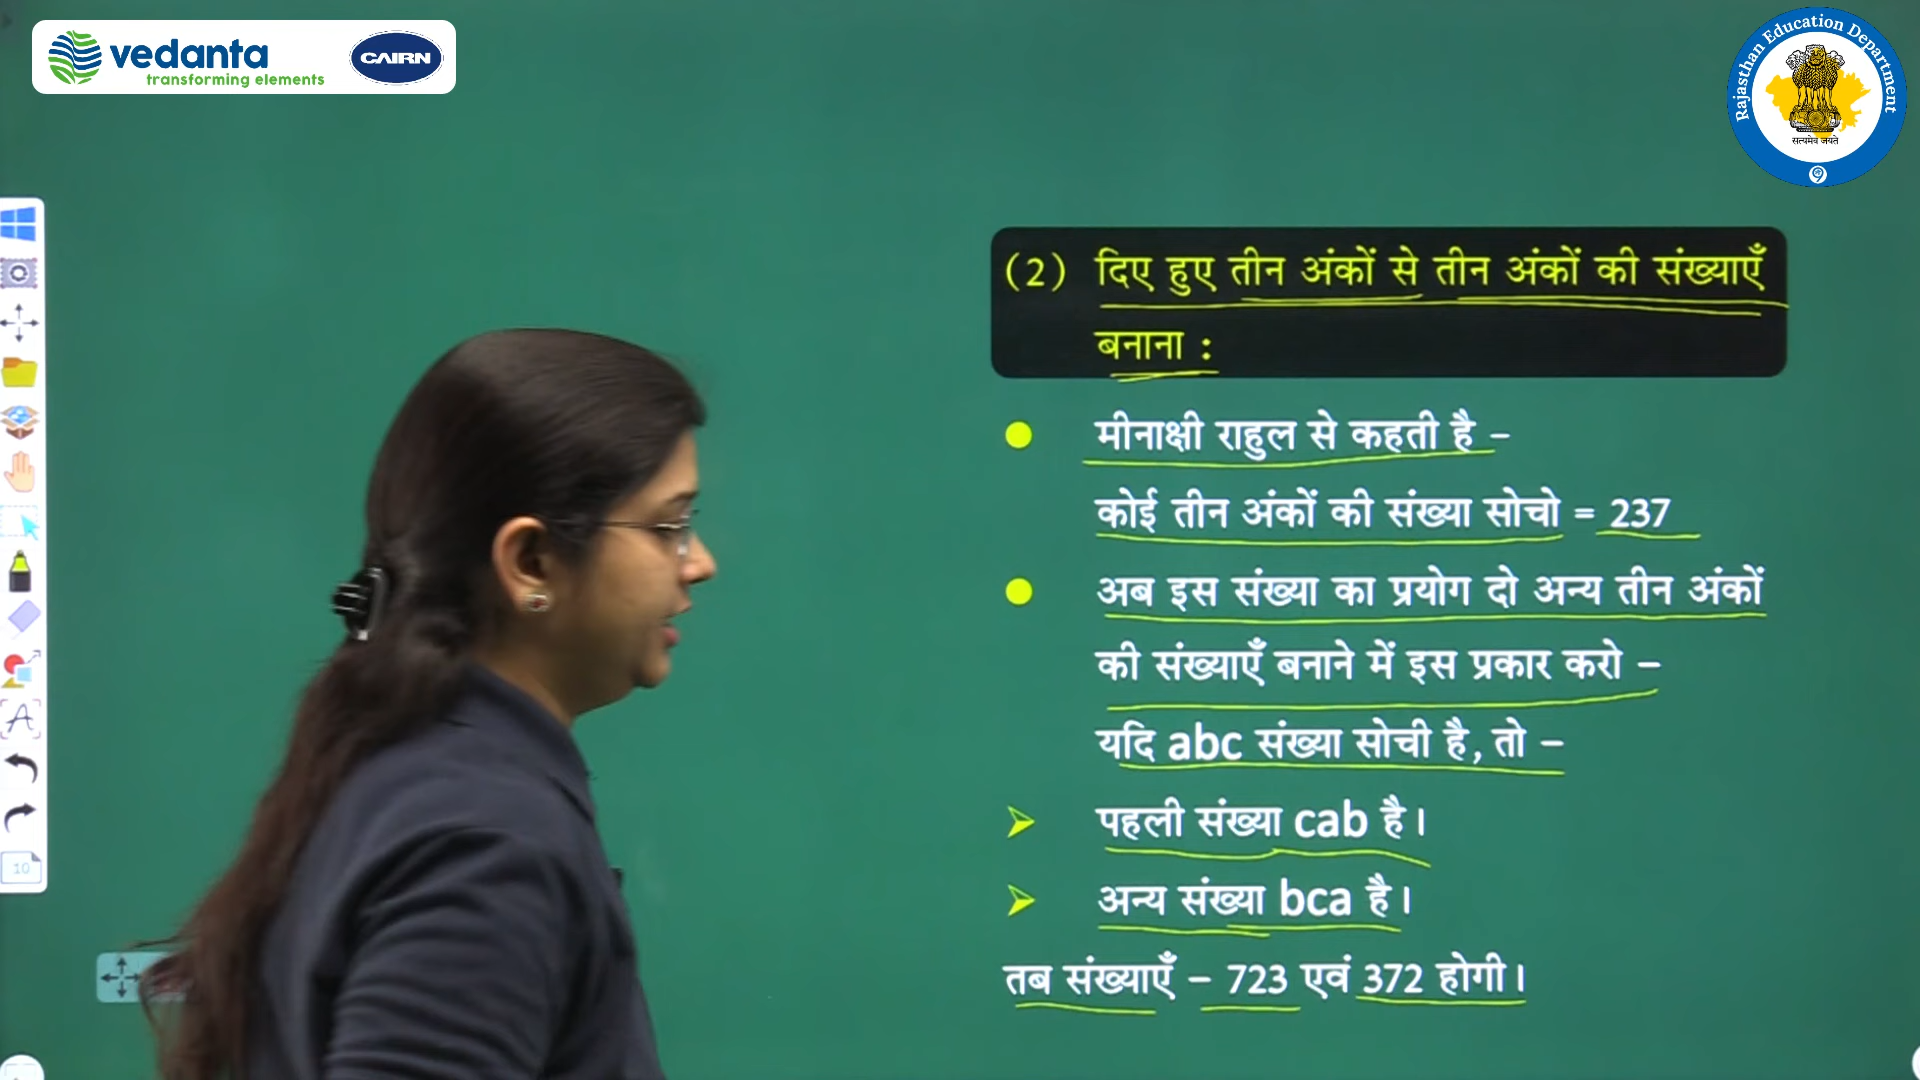 vedanta
transforming elements
CAIRN
Rajasthan Education Department
सत्यमेव जयते
(2) दिए हुए तीन अंकों से तीन अंकों की संख्याएँ
बनाना :
मीनाक्षी राहुल से कहती है –
कोई तीन अंकों की संख्या सोचो = 237
अब इस संख्या का प्रयोग दो अन्य तीन अंकों
की संख्याएँ बनाने में इस प्रकार करो –
यदि abc संख्या सोची है, तो –
पहली संख्या cab है।
अन्य संख्या bca है।
तब संख्याएँ – 723 एवं 372 होगी।
A
10